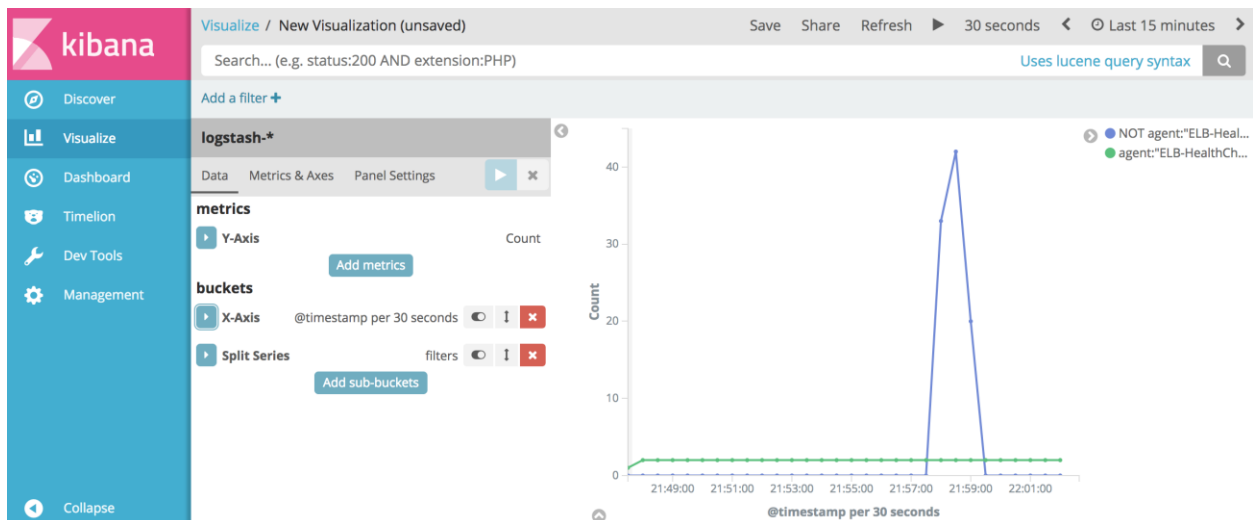 kibana
Discover
Visualize
Dashboard
Timelion
Dev Tools
Management
Collapse
Visualize / New Visualization (unsaved)
Save Share Refresh 30 seconds Last 15 minutes
Search... (e.g. status:200 AND extension:PHP) Uses lucene query syntax
Add a filter +
logstash-*
Data Metrics & Axes Panel Settings
metrics
Y-Axis Count
Add metrics
buckets
X-Axis @timestamp per 30 seconds
Split Series filters
Add sub-buckets
Count
40
30
20
10
0
21:49:00 21:51:00 21:53:00 21:55:00 21:57:00 21:59:00 22:01:00
@timestamp per 30 seconds
NOT agent:"ELB-Heal...
agent:"ELB-HealthCh...